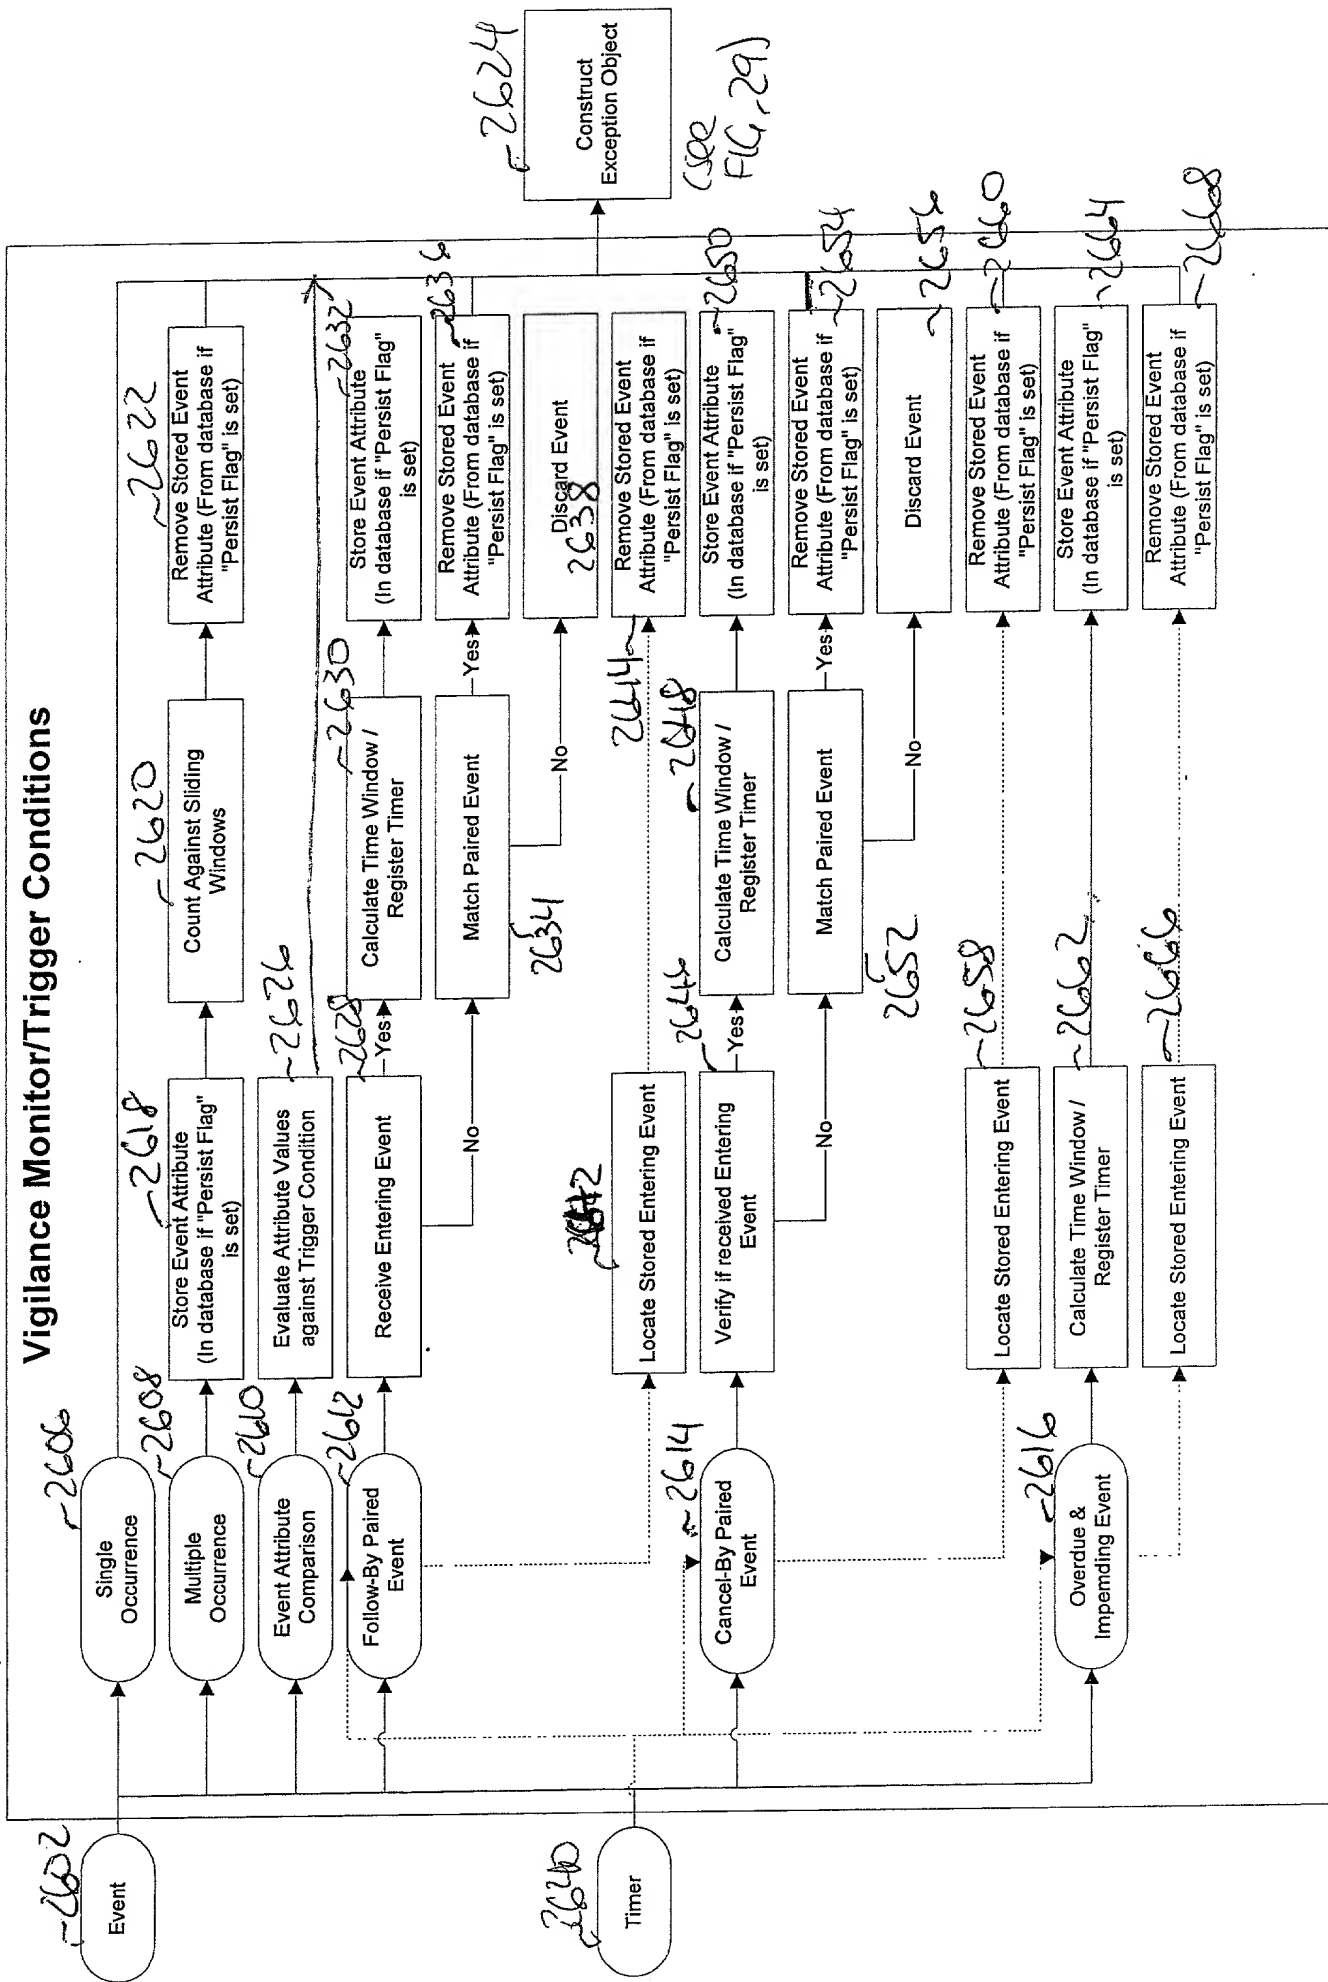 Vigilance Monitor/Trigger Conditions
~2602
Event
2640
Timer
~2606
Single
Occurrence
~2608
Multiple
Occurrence
~2610
Event Attribute
Comparison
~2612
Follow-By Paired
Event
~2614
Cancel-By Paired
Event
~2616
Overdue &
Impemding Event
~2618
Store Event Attribute
(In database if "Persist Flag"
is set)
~2620
Count Against Sliding
Windows
~2622
Remove Stored Event
Attribute (From database if
"Persist Flag" is set)
~2626
Evaluate Attribute Values
against Trigger Condition
~2628
Receive Entering Event
Yes
~2630
Calculate Time Window /
Register Timer
~2632
Store Event Attribute
(In database if "Persist Flag"
is set)
No
Match Paired Event
2634
Yes
~2636
Remove Stored Event
Attribute (From database if
"Persist Flag" is set)
No
Discard Event
2638
Locate Stored Entering Event
Remove Stored Event
Attribute (From database if
"Persist Flag" is set)
2646
Verify if received Entering
Event
Yes
~2648
Calculate Time Window /
Register Timer
~2650
Store Event Attribute
(In database if "Persist Flag"
is set)
No
Match Paired Event
2652
Yes
~2654
Remove Stored Event
Attribute (From database if
"Persist Flag" is set)
No
~2656
Discard Event
~2658
Locate Stored Entering Event
~2660
Remove Stored Event
Attribute (From database if
"Persist Flag" is set)
~2662
Calculate Time Window /
Register Timer
~2664
Store Event Attribute
(In database if "Persist Flag"
is set)
~2666
Locate Stored Entering Event
~2668
Remove Stored Event
Attribute (From database if
"Persist Flag" is set)
~2624
Construct
Exception Object
(see
FIG. 29)